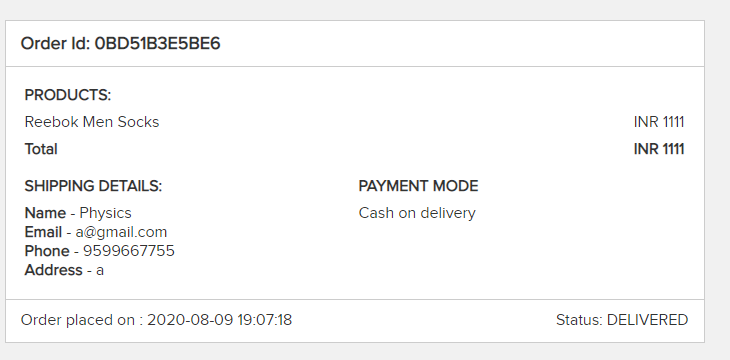 Order Id: 0BD51B3E5BE6
PRODUCTS:
Reebok Men Socks INR 1111
Total INR 1111
SHIPPING DETAILS: PAYMENT MODE
Name - Physics Cash on delivery
Email - a@gmail.com
Phone - 9599667755
Address - a
Order placed on : 2020-08-09 19:07:18 Status: DELIVERED